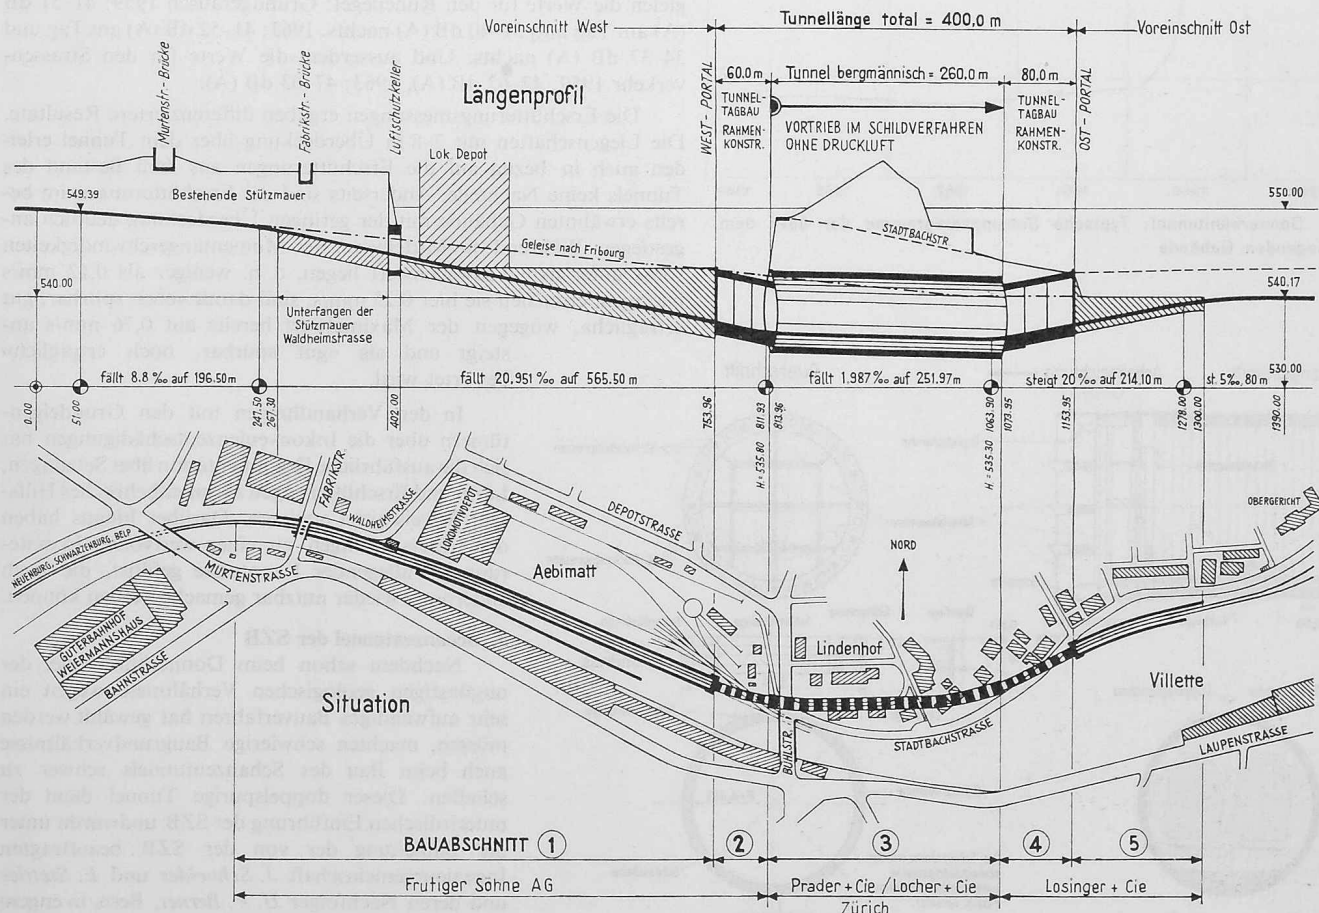 Voreinschnitt West
Tunnellänge total = 400.0 m
Voreinschnitt Ost
Murtenstr. - Brücke
Fabrikstr. - Brücke
Luftschutzkeller
Längenprofil
WEST - PORTAL
60.0 m
Tunnel bergmännisch = 260.0 m
80.0 m
OST - PORTAL
TUNNEL-
TAGBAU
RAHMEN-
KONSTR.
VORTRIEB IM SCHILDVERFAHREN
OHNE DRUCKLUFT
TUNNEL-
TAGBAU
RAHMEN-
KONSTR.
Lok. Depot
549.39
Bestehende Stützmauer
550.00
STADTBACHSTR.
Geleise nach Fribourg
540.00
540.17
Unterfangen der
Stützmauer
Waldheimstrasse
530.00
fällt 8.8 ‰ auf 196.50 m
fällt 20.951 ‰ auf 565.50 m
fällt 1.987 ‰ auf 251.97 m
steigt 20 ‰ auf 214.10 m
st. 5‰, 80 m
0.00
51.00
247.50
267.30
402.00
753.96
H = 535.80
811.93
813.96
H = 535.30
1063.90
1073.95
1153.95
1278.00
1300.00
1390.00
NEUENBURG, SCHWARZENBURG, BELP
FABRIKSTR.
WALDHEIMSTRASSE
LOKOMOTIVDEPOT
DEPOTSTRASSE
OBERGERICHT
NORD
MURTENSTRASSE
Aebimatt
GÜTERBAHNHOF
WEIERMANNSHAUS
BAHNSTRASSE
Lindenhof
Villette
Situation
BÜHLSTR.
STADTBACHSTRASSE
LAUPENSTRASSE
BAUABSCHNITT 1
2
3
4
5
Frutiger Söhne AG
Prader + Cie / Locher + Cie
Zürich
Losinger + Cie